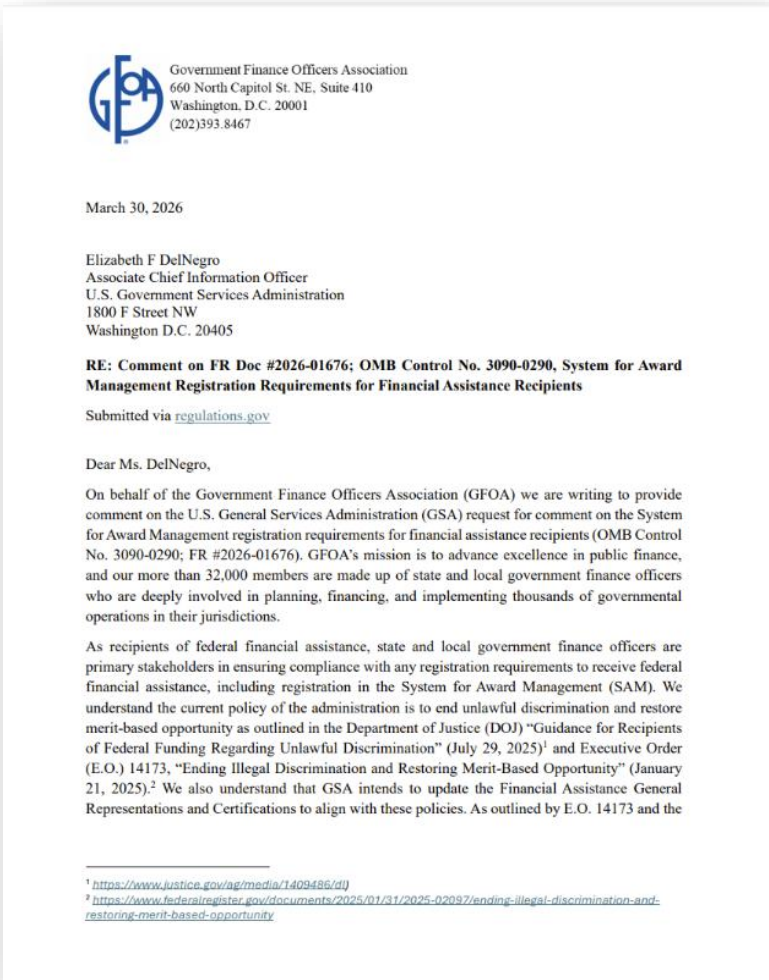 GFOA
Government Finance Officers Association
660 North Capitol St. NE, Suite 410
Washington, D.C. 20001
(202)393.8467
March 30, 2026
Elizabeth F DelNegro
Associate Chief Information Officer
U.S. Government Services Administration
1800 F Street NW
Washington D.C. 20405
RE: Comment on FR Doc #2026-01676; OMB Control No. 3090-0290, System for Award
Management Registration Requirements for Financial Assistance Recipients
Submitted via regulations.gov
Dear Ms. DelNegro,
On behalf of the Government Finance Officers Association (GFOA) we are writing to provide
comment on the U.S. General Services Administration (GSA) request for comment on the System
for Award Management registration requirements for financial assistance recipients (OMB Control
No. 3090-0290; FR #2026-01676). GFOA's mission is to advance excellence in public finance,
and our more than 32,000 members are made up of state and local government finance officers
who are deeply involved in planning, financing, and implementing thousands of governmental
operations in their jurisdictions.
As recipients of federal financial assistance, state and local government finance officers are
primary stakeholders in ensuring compliance with any registration requirements to receive federal
financial assistance, including registration in the System for Award Management (SAM). We
understand the current policy of the administration is to end unlawful discrimination and restore
merit-based opportunity as outlined in the Department of Justice (DOJ) “Guidance for Recipients
of Federal Funding Regarding Unlawful Discrimination” (July 29, 2025)¹ and Executive Order
(E.O.) 14173, “Ending Illegal Discrimination and Restoring Merit-Based Opportunity” (January
21, 2025).² We also understand that GSA intends to update the Financial Assistance General
Representations and Certifications to align with these policies. As outlined by E.O. 14173 and the
¹ https://www.justice.gov/ag/media/1409486/dl)
² https://www.federalregister.gov/documents/2025/01/31/2025-02097/ending-illegal-discrimination-and-
restoring-merit-based-opportunity